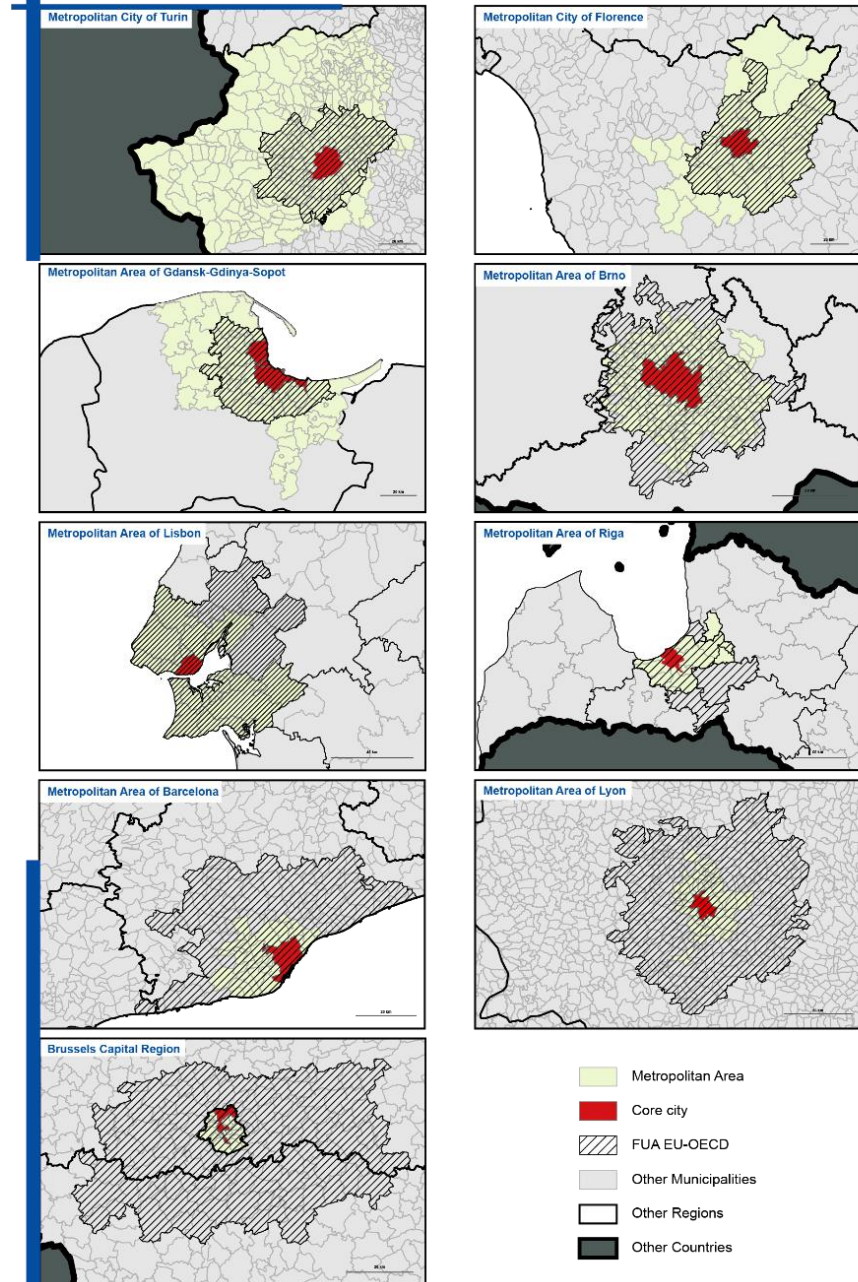 Metropolitan City of Turin
Metropolitan City of Florence
Metropolitan Area of Gdansk-Gdinya-Sopot
Metropolitan Area of Brno
Metropolitan Area of Lisbon
Metropolitan Area of Riga
Metropolitan Area of Barcelona
Metropolitan Area of Lyon
Brussels Capital Region
Metropolitan Area
Core city
FUA EU-OECD
Other Municipalities
Other Regions
Other Countries